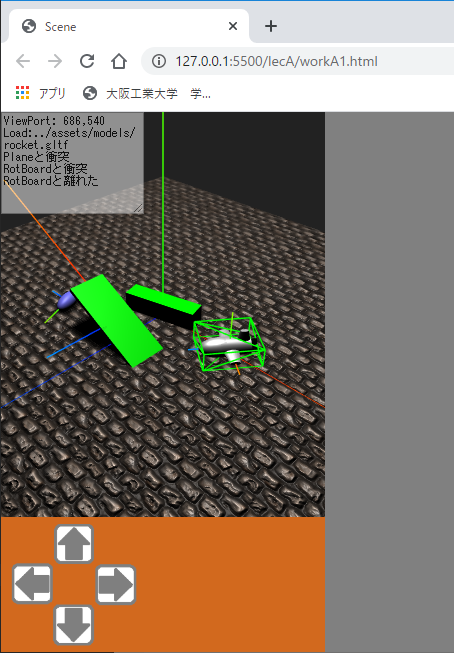 Scene
127.0.0.1:5500/lecA/workA1.html
アプリ
大阪工業大学 学...
ViewPort: 686,540
Load:../assets/models/
rocket.gltf
Planeと衝突
RotBoardと衝突
RotBoardと離れた